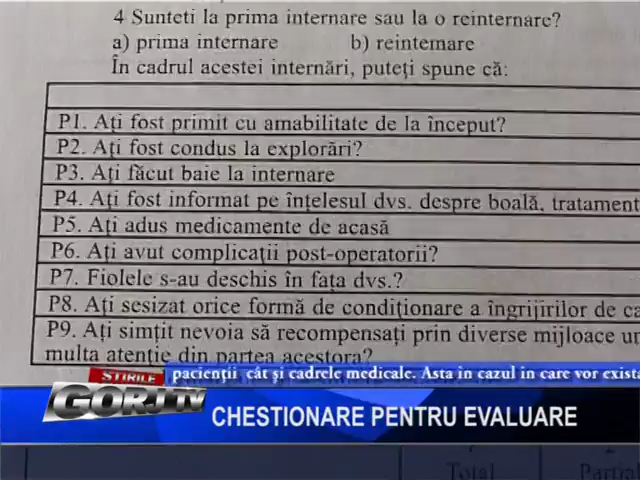 4 Sunteti la prima internare sau la o reinternare?
a) prima internare b) reintemare
În cadrul acestei internări, puteți spune că:
P1. Ați fost primit cu amabilitate de la început?
P2. Ați fost condus la explorări?
P3. Ați făcut baie la internare
P4. Ați fost informat pe înțelesul dvs. despre boală, tratament
P5. Ați adus medicamente de acasă
P6. Ați avut complicații post-operatorii?
P7. Fiolele s-au deschis în fața dvs.?
P8. Ați sesizat orice formă de condiționare a îngrijirilor de ca
P9. Ați simțit nevoia să recompensați prin diverse mijloace un
multa atenție din partea acestora?
ȘTIRILE pacienții, cât și cadrele medicale. Asta în cazul în care vor exista
GORJ TV CHESTIONARE PENTRU EVALUARE
Total Parțial